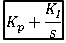 K_p + K_I/s